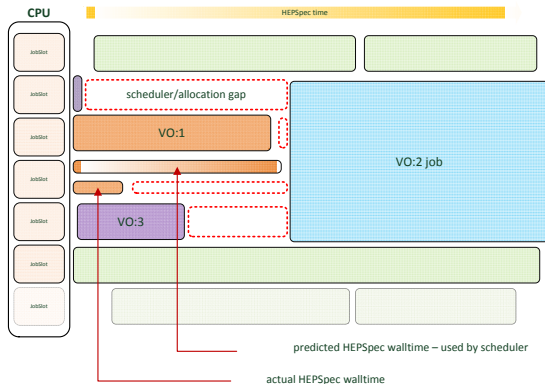 CPU
HEPSpec time
JobSlot
JobSlot
scheduler/allocation gap
JobSlot
VO:1
JobSlot
VO:2 job
JobSlot
VO:3
JobSlot
JobSlot
predicted HEPSpec walltime – used by scheduler
actual HEPSpec walltime